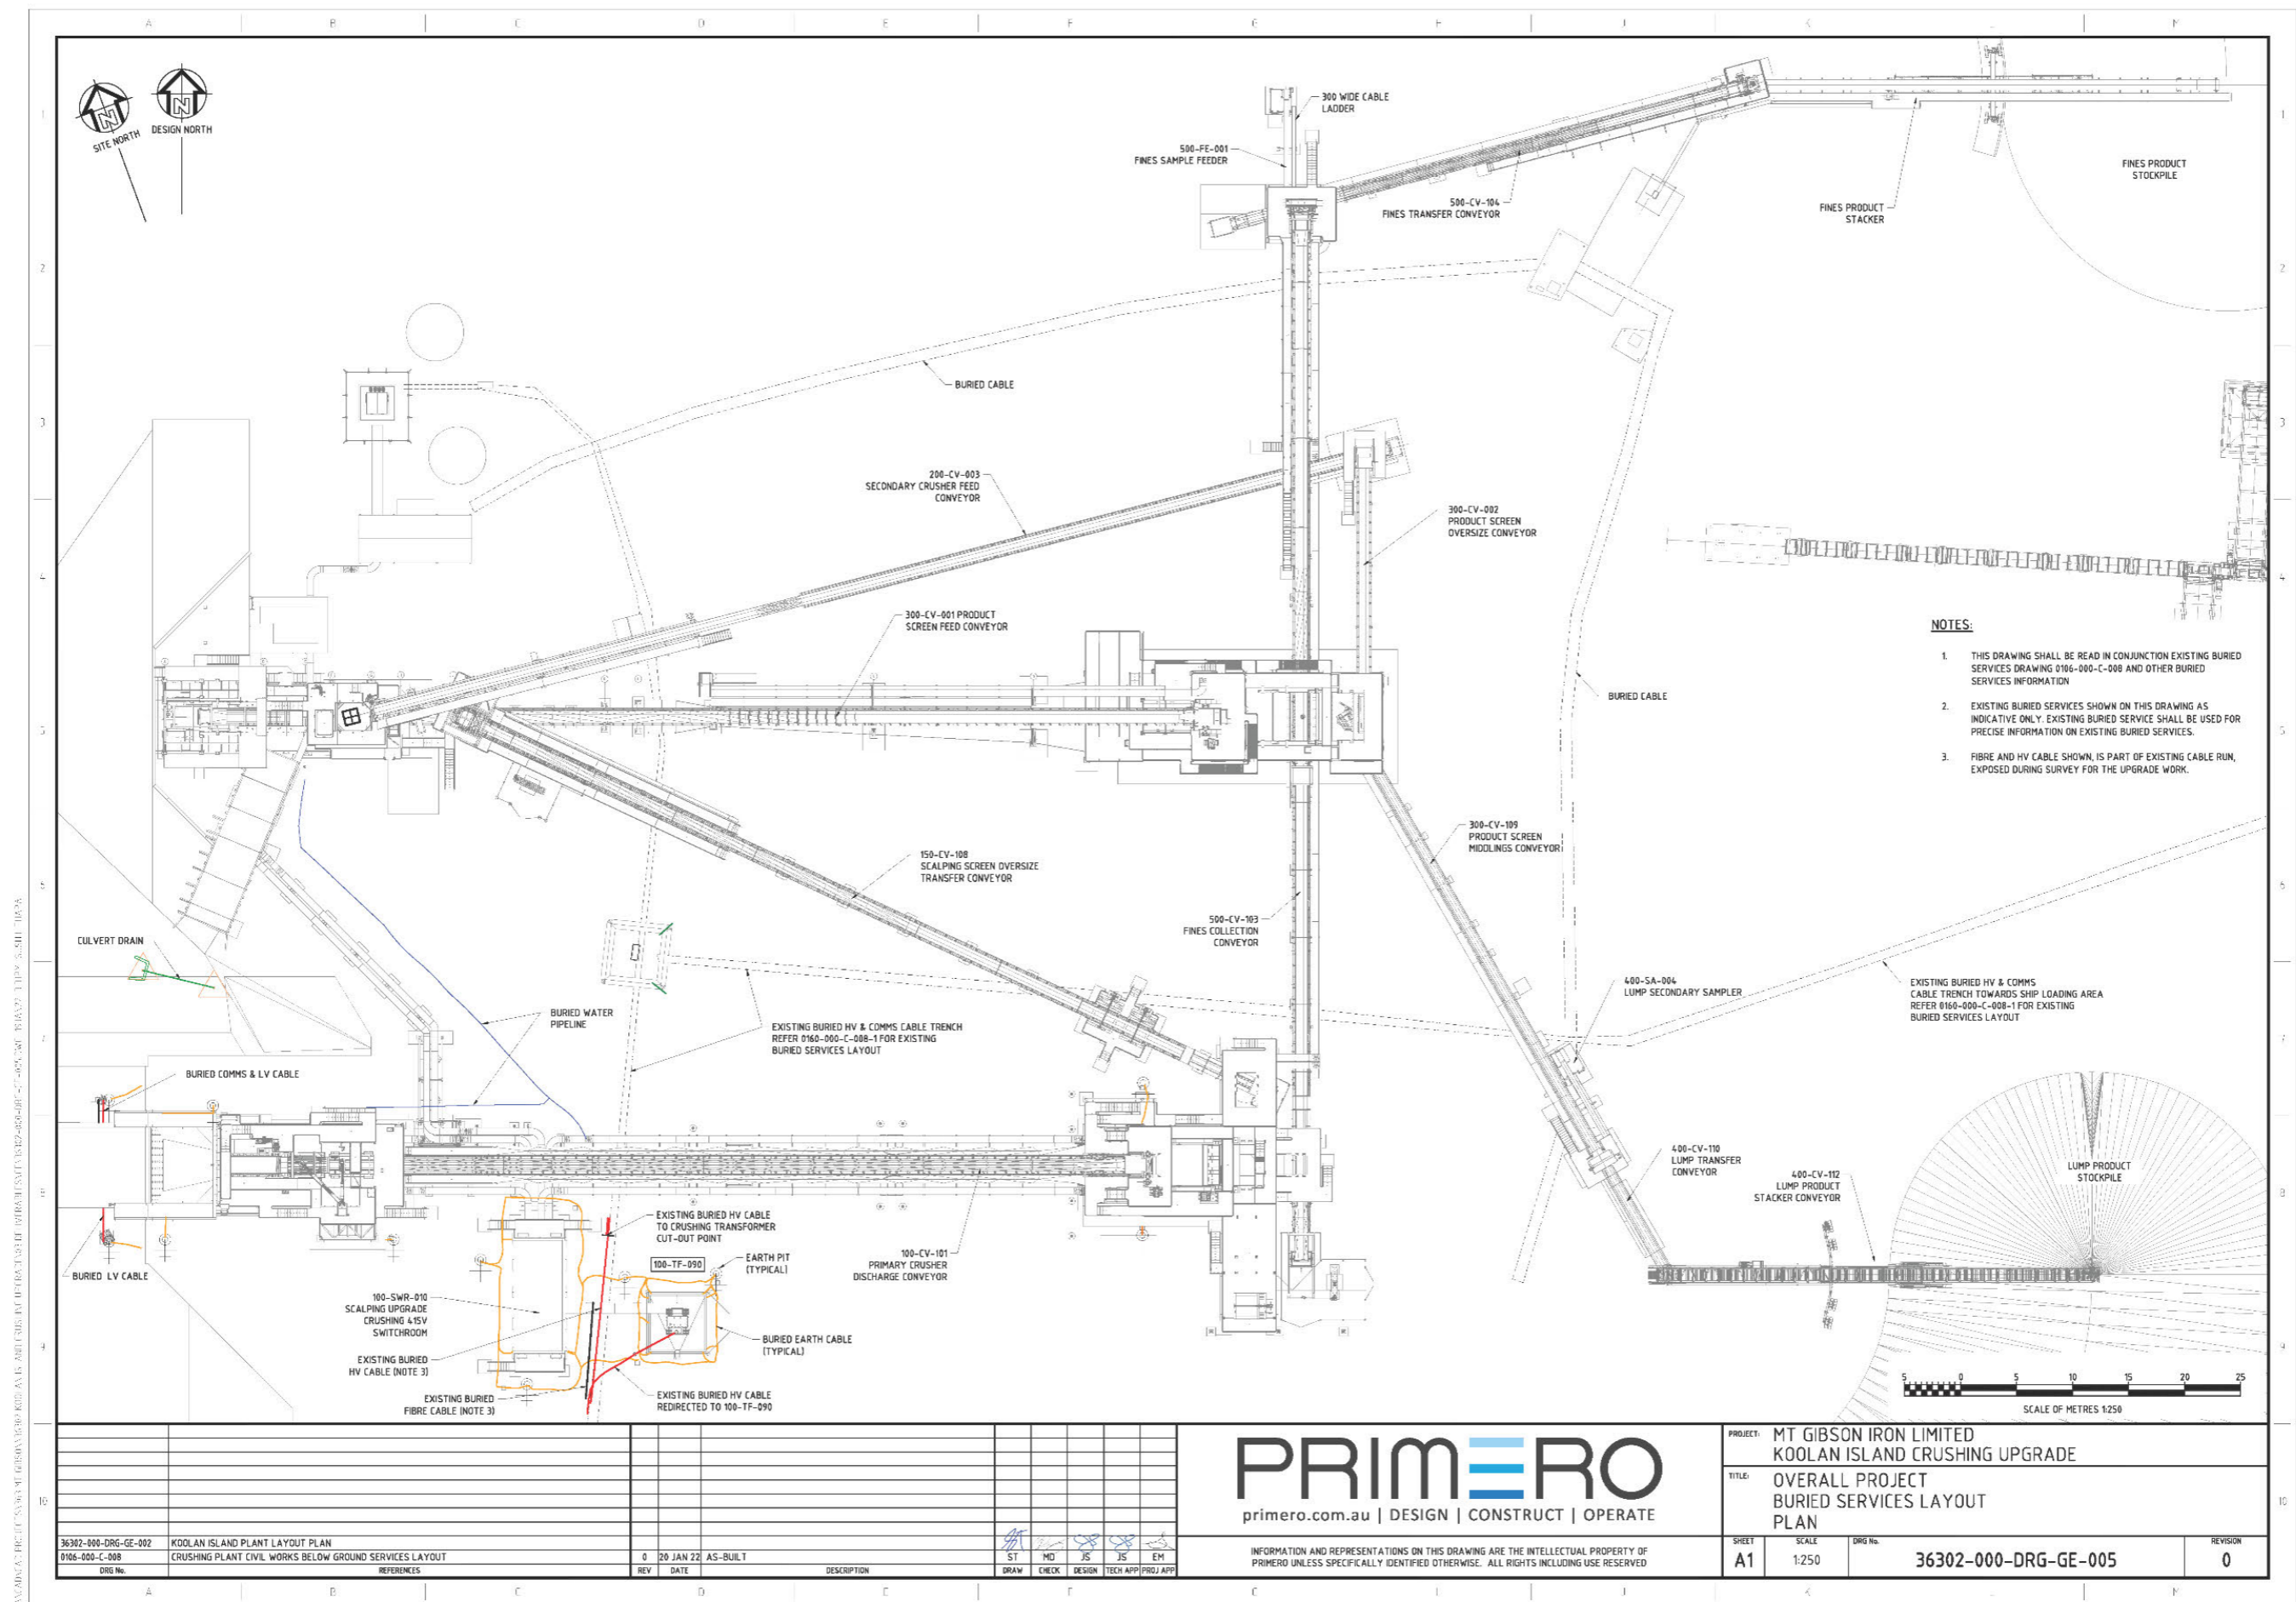 A B C D E F G H J K L M
SITE NORTH
DESIGN NORTH
300 WIDE CABLE
LADDER
500-FE-001
FINES SAMPLE FEEDER
500-CV-104
FINES TRANSFER CONVEYOR
FINES PRODUCT
STACKER
FINES PRODUCT
STOCKPILE
BURIED CABLE
200-CV-003
SECONDARY CRUSHER FEED
CONVEYOR
300-CV-002
PRODUCT SCREEN
OVERSIZE CONVEYOR
300-CV-001 PRODUCT
SCREEN FEED CONVEYOR
BURIED CABLE
NOTES:
1. THIS DRAWING SHALL BE READ IN CONJUNCTION EXISTING BURIED
SERVICES DRAWING 0106-000-C-008 AND OTHER BURIED
SERVICES INFORMATION
2. EXISTING BURIED SERVICES SHOWN ON THIS DRAWING AS
INDICATIVE ONLY. EXISTING BURIED SERVICE SHALL BE USED FOR
PRECISE INFORMATION ON EXISTING BURIED SERVICES.
3. FIBRE AND HV CABLE SHOWN, IS PART OF EXISTING CABLE RUN,
EXPOSED DURING SURVEY FOR THE UPGRADE WORK.
150-CV-108
SCALPING SCREEN OVERSIZE
TRANSFER CONVEYOR
300-CV-109
PRODUCT SCREEN
MIDDLINGS CONVEYOR
500-CV-103
FINES COLLECTION
CONVEYOR
CULVERT DRAIN
400-SA-004
LUMP SECONDARY SAMPLER
EXISTING BURIED HV & COMMS
CABLE TRENCH TOWARDS SHIP LOADING AREA
REFER 0160-000-C-008-1 FOR EXISTING
BURIED SERVICES LAYOUT
BURIED WATER
PIPELINE
EXISTING BURIED HV & COMMS CABLE TRENCH
REFER 0160-000-C-008-1 FOR EXISTING
BURIED SERVICES LAYOUT
BURIED COMMS & LV CABLE
400-CV-110
LUMP TRANSFER
CONVEYOR
400-CV-112
LUMP PRODUCT
STACKER CONVEYOR
LUMP PRODUCT
STOCKPILE
BURIED LV CABLE
EXISTING BURIED HV CABLE
TO CRUSHING TRANSFORMER
CUT-OUT POINT
100-TF-090
EARTH PIT
(TYPICAL)
100-CV-101
PRIMARY CRUSHER
DISCHARGE CONVEYOR
100-SWR-010
SCALPING UPGRADE
CRUSHING 415V
SWITCHROOM
BURIED EARTH CABLE
(TYPICAL)
EXISTING BURIED
HV CABLE (NOTE 3)
EXISTING BURIED
FIBRE CABLE (NOTE 3)
EXISTING BURIED HV CABLE
REDIRECTED TO 100-TF-090
5 0 5 10 15 20 25
SCALE OF METRES 1:250
36302-000-DRG-GE-002 KOOLAN ISLAND PLANT LAYOUT PLAN
0106-000-C-008 CRUSHING PLANT CIVIL WORKS BELOW GROUND SERVICES LAYOUT
DRG No. REFERENCES
0 20 JAN 22 AS-BUILT ST MD JS JS EM
REV DATE DESCRIPTION DRAW CHECK DESIGN TECH APP PROJ APP
PRIMERO
primero.com.au | DESIGN | CONSTRUCT | OPERATE
INFORMATION AND REPRESENTATIONS ON THIS DRAWING ARE THE INTELLECTUAL PROPERTY OF
PRIMERO UNLESS SPECIFICALLY IDENTIFIED OTHERWISE. ALL RIGHTS INCLUDING USE RESERVED
PROJECT: MT GIBSON IRON LIMITED
KOOLAN ISLAND CRUSHING UPGRADE
TITLE: OVERALL PROJECT
BURIED SERVICES LAYOUT
PLAN
SHEET SCALE DRG No. REVISION
A1 1:250 36302-000-DRG-GE-005 0